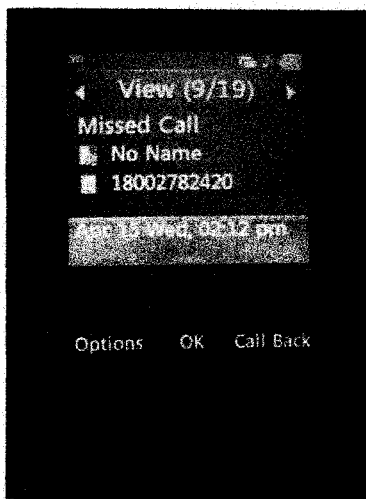 View (9/19)
Missed Call
No Name
18002782420
Apr 15 Wed, 02:12 pm
Options OK Call Back